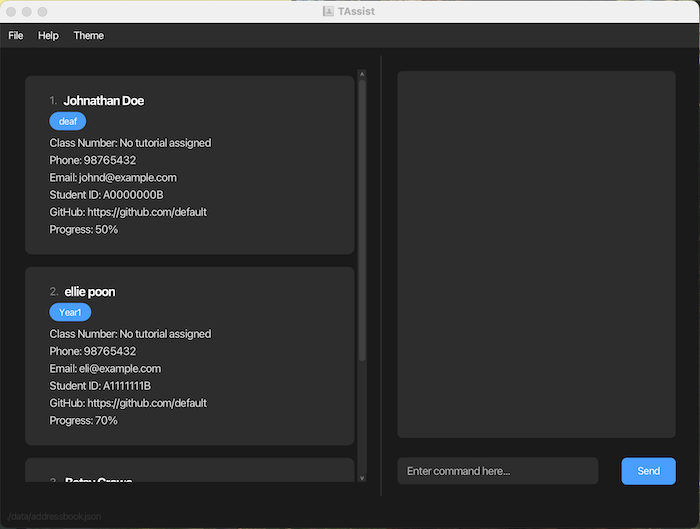 TAssist
File Help Theme
1. Johnathan Doe
deaf
Class Number: No tutorial assigned
Phone: 98765432
Email: johnd@example.com
Student ID: A0000000B
GitHub: https://github.com/default
Progress: 50%
2. ellie poon
Year1
Class Number: No tutorial assigned
Phone: 98765432
Email: eli@example.com
Student ID: A1111111B
GitHub: https://github.com/default
Progress: 70%
3. Betsy Crowe
Enter command here...
Send
./data/addressbook.json